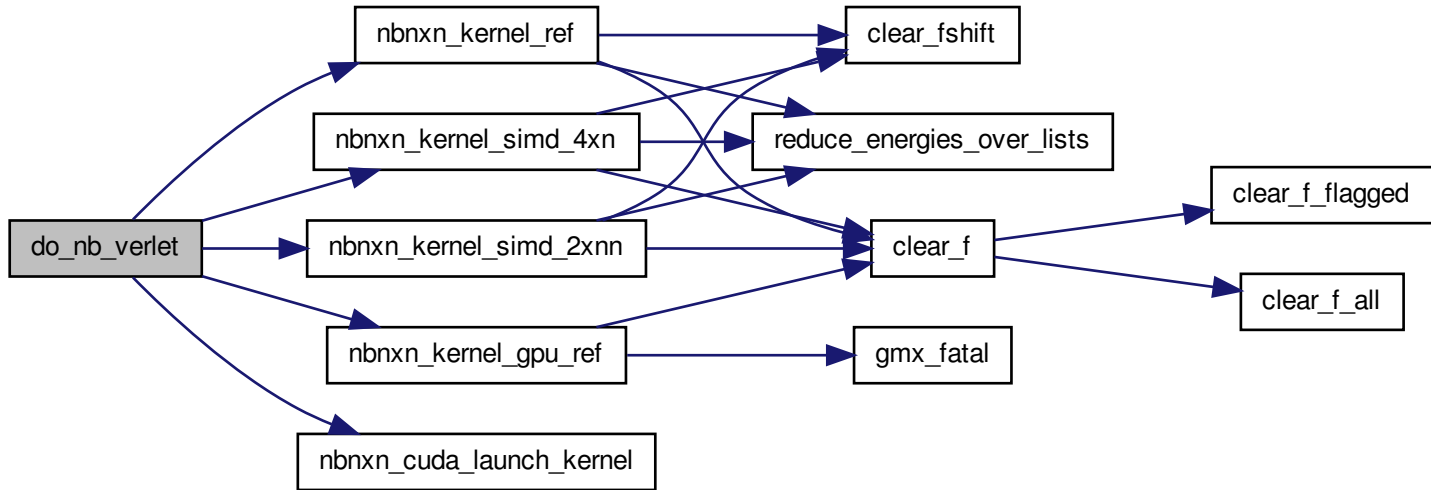 do_nb_verlet
nbnxn_kernel_ref
nbnxn_kernel_simd_4xn
nbnxn_kernel_simd_2xnn
nbnxn_kernel_gpu_ref
nbnxn_cuda_launch_kernel
clear_fshift
reduce_energies_over_lists
clear_f
gmx_fatal
clear_f_flagged
clear_f_all